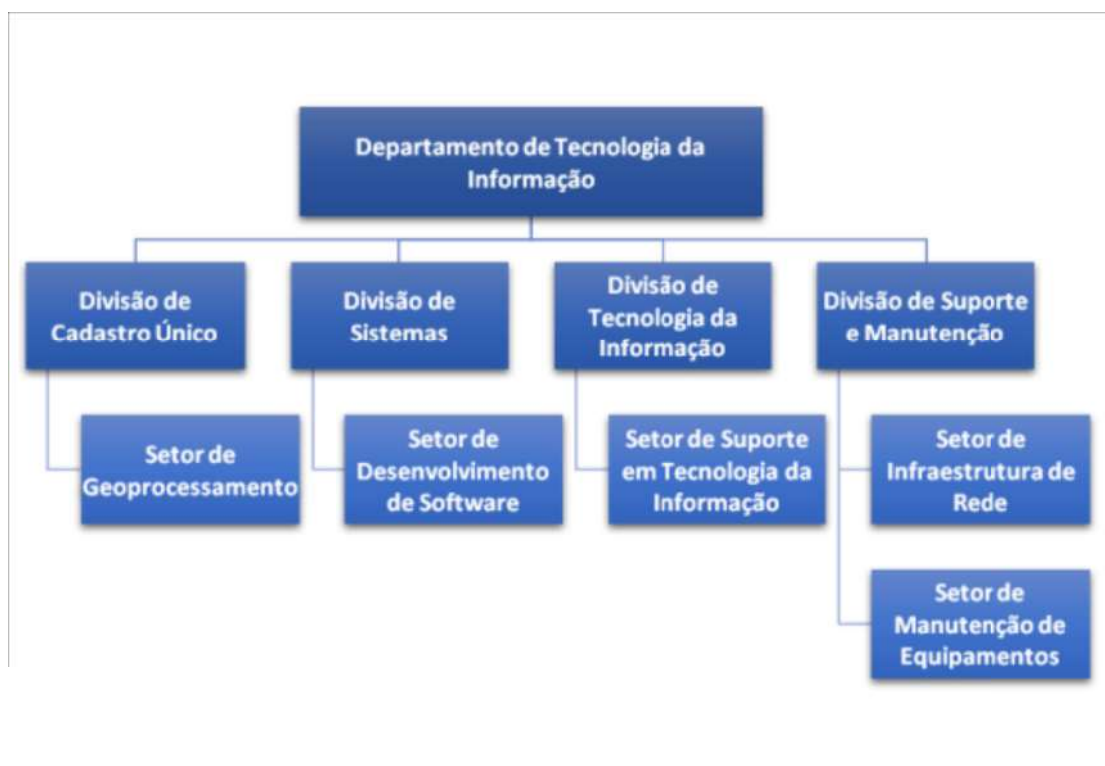 Departamento de Tecnologia da
Informação
Divisão de
Cadastro Único
Divisão de
Sistemas
Divisão de
Tecnologia da
Informação
Divisão de Suporte
e Manutenção
Setor de
Geoprocessamento
Setor de
Desenvolvimento
de Software
Setor de Suporte
em Tecnologia da
Informação
Setor de
Infraestrutura de
Rede
Setor de
Manutenção de
Equipamentos